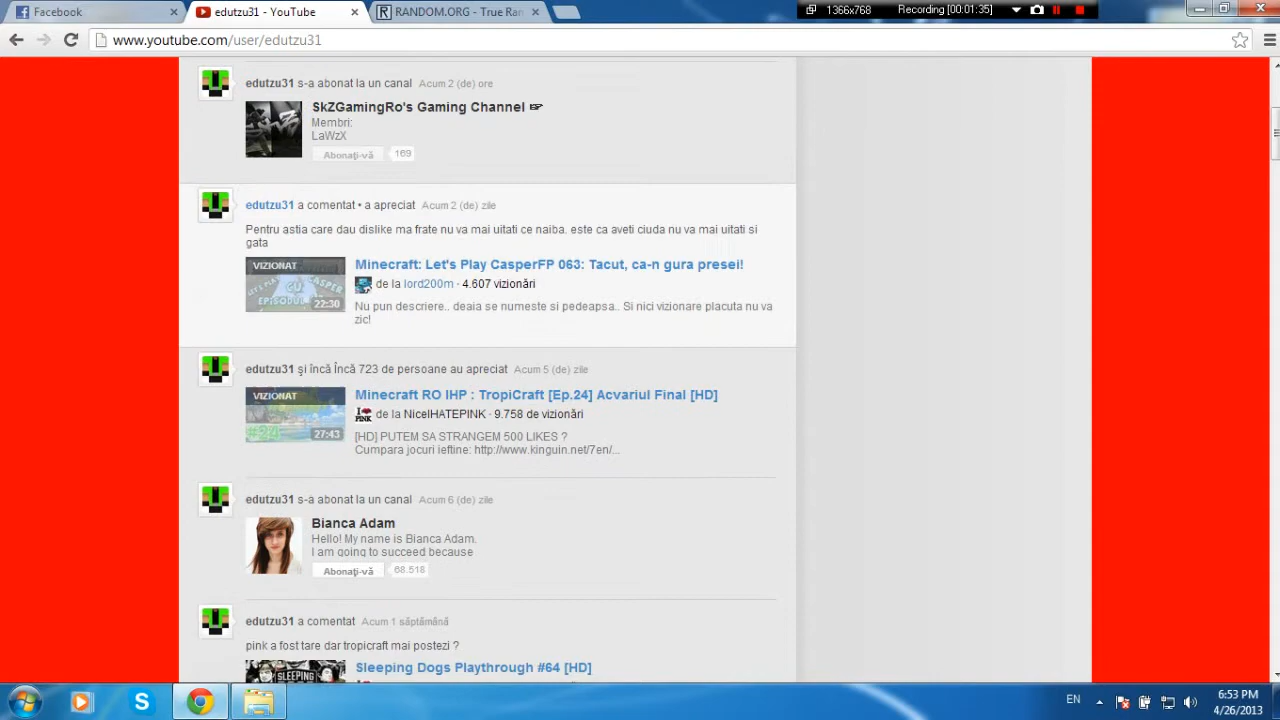 Facebook
edutzu31 - YouTube
RANDOM.ORG - True Ran
1366x768
Recording [00:01:35]
www.youtube.com/user/edutzu31
edutzu31 s-a abonat la un canal Acum 2 (de) ore
SkZGamingRo's Gaming Channel
Membri:
LaWzX
Abonaţi-vă 169
edutzu31 a comentat • a apreciat Acum 2 (de) zile
Pentru astia care dau dislike ma frate nu va mai uitati ce naiba. este ca aveti ciuda nu va mai uitati si
gata
VIZIONAT
22:30
Minecraft: Let's Play CasperFP 063: Tacut, ca-n gura presei!
de la lord200m · 4.607 vizionări
Nu pun descriere.. deaia se numeste si pedeapsa.. Si nici vizionare placuta nu va
zic!
edutzu31 şi încă Încă 723 de persoane au apreciat Acum 5 (de) zile
VIZIONAT
27:43
Minecraft RO IHP : TropiCraft [Ep.24] Acvariul Final [HD]
de la NiceIHATEPINK · 9.758 de vizionări
[HD] PUTEM SA STRANGEM 500 LIKES ?
Cumpara jocuri ieftine: http://www.kinguin.net/7en/...
edutzu31 s-a abonat la un canal Acum 6 (de) zile
Bianca Adam
Hello! My name is Bianca Adam.
I am going to succeed because
Abonaţi-vă 68.518
edutzu31 a comentat Acum 1 săptămână
pink a fost tare dar tropicraft mai postezi ?
SLEEPING
Sleeping Dogs Playthrough #64 [HD]
EN
6:53 PM
4/26/2013